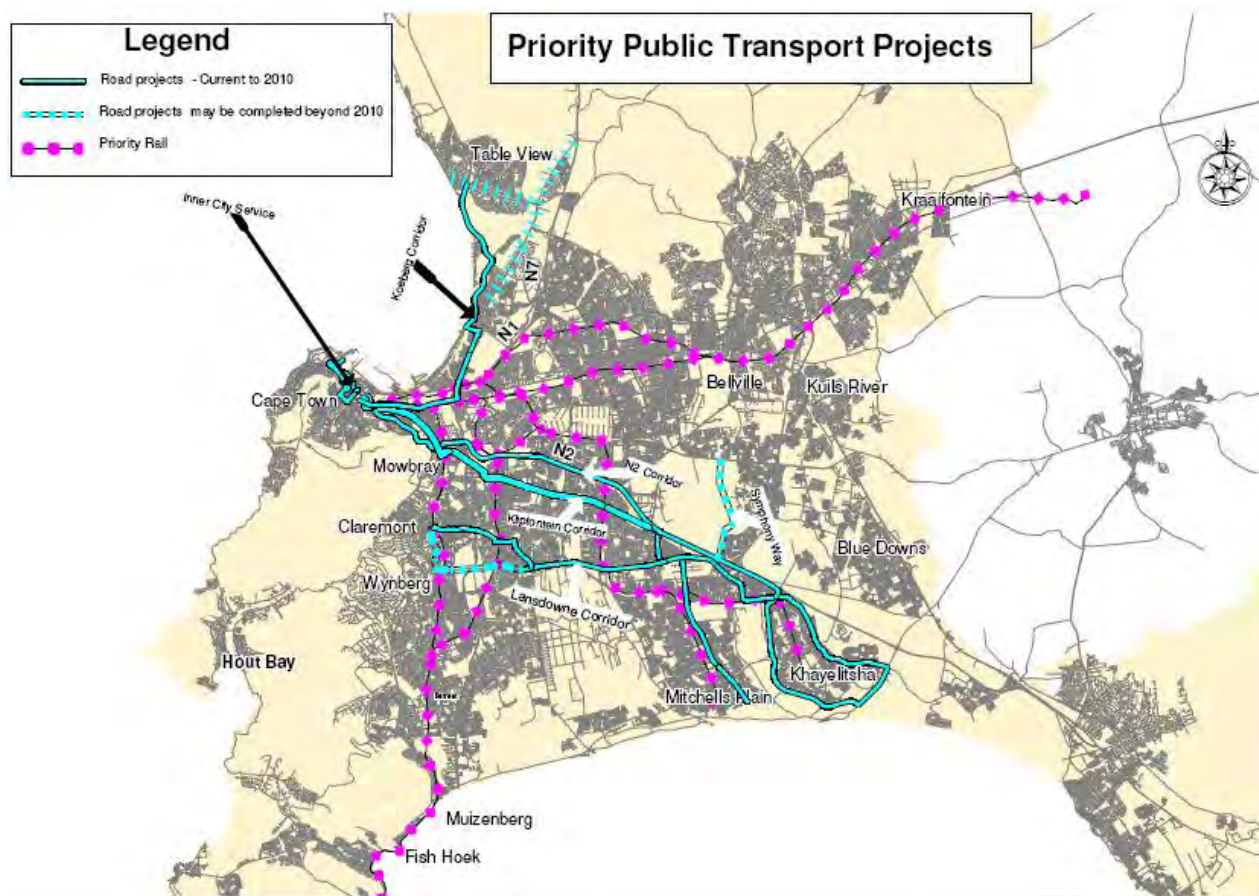 Legend
Road projects - Current to 2010
Road projects may be completed beyond 2010
Priority Rail
Priority Public Transport Projects
Table View
Inner City Service
Koeberg Corridor
Kraaifontein
N7
N1
Bellville
Kuils River
Cape Town
Mowbray
N2
N2 Corridor
Klipfontein Corridor
Symphony Way
Claremont
Blue Downs
Wynberg
Lansdowne Corridor
Hout Bay
Khayelitsha
Mitchells Plain
Muizenberg
Fish Hoek